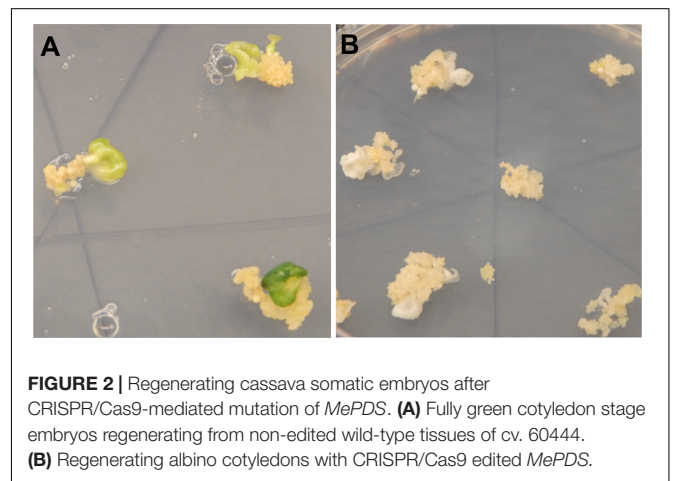 A
B
FIGURE 2 | Regenerating cassava somatic embryos after
CRISPR/Cas9-mediated mutation of MePDS. (A) Fully green cotyledon stage
embryos regenerating from non-edited wild-type tissues of cv. 60444.
(B) Regenerating albino cotyledons with CRISPR/Cas9 edited MePDS.